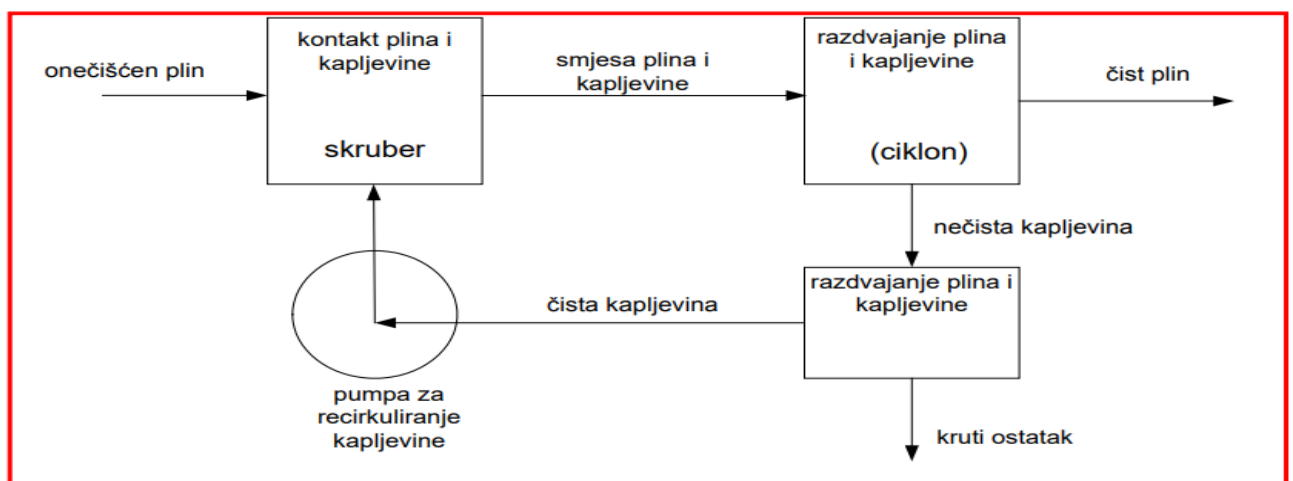 kontakt plina i
kapljevine
skruber
onečišćen plin
smjesa plina i
kapljevine
razdvajanje plina
i kapljevine
(ciklon)
čist plin
nečista kapljevina
razdvajanje plina i
kapljevine
čista kapljevina
pumpa za
recirkuliranje
kapljevine
kruti ostatak